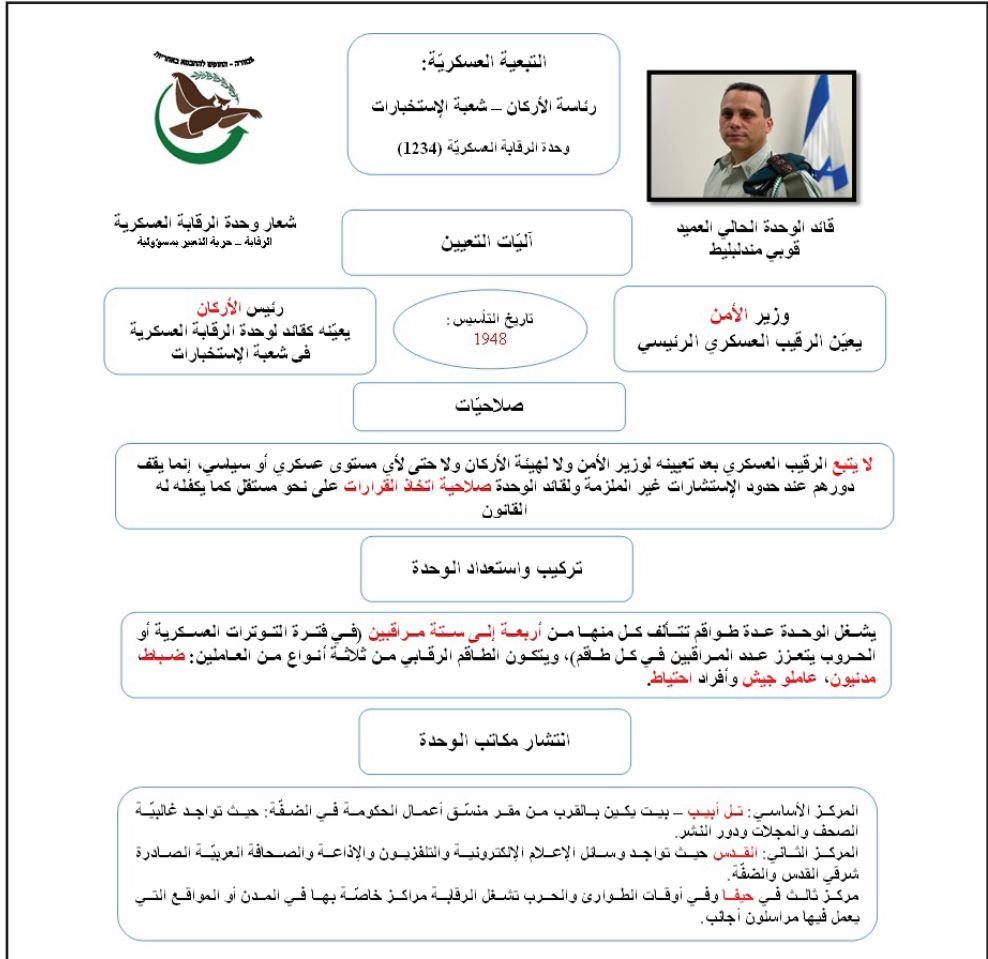 التبعية العسكريّة:
رئاسة الأركان – شعبة الإستخبارات
وحدة الرقابة العسكريّة (1234)
قائد الوحدة الحالي العميد
قوبي مندلبليط
شعار وحدة الرقابة العسكرية
الرقابة – حرية التعبير بمسؤولية
آليّات التعيين
وزير الأمن
يعيّن الرقيب العسكري الرئيسي
تاريخ التأسيس:
1948
رئيس الأركان
يعيّنه كقائد لوحدة الرقابة العسكرية
في شعبة الإستخبارات
صلاحيّات
لا يتبع الرقيب العسكري بعد تعيينه لوزير الأمن ولا لهيئة الأركان ولا حتى لأي مستوى عسكري أو سياسي، إنما يقف
دورهم عند حدود الإستشارات غير الملزمة ولقائد الوحدة صلاحية اتخاذ القرارات على نحو مستقل كما يكفله له
القانون
تركيب واستعداد الوحدة
يشغل الوحدة عدة طواقم تتألف كل منها من أربعة إلى ستة مراقبين (في فترة التوترات العسكرية أو
الحروب يتعزز عدد المراقبين في كل طاقم)، ويتكون الطاقم الرقابي من ثلاثة أنواع من العاملين: ضباط،
مدنيون، عاملو جيش وأفراد احتياط.
انتشار مكاتب الوحدة
المركز الأساسي: تل أبيب – بيت يكين بالقرب من مقر منسّق أعمال الحكومة في الضفّة: حيث تواجد غالبيّة
الصحف والمجلات ودور النشر.
المركز الثاني: القدس حيث تواجد وسائل الإعلام الإلكترونية والتلفزيون والإذاعة والصحافة العربيّة الصادرة
شرقي القدس والضفّة.
مركز ثالث في حيفا وفي أوقات الطوارئ والحرب تشغل الرقابة مراكز خاصّة بها في المدن أو المواقع التي
يعمل فيها مراسلون أجانب.